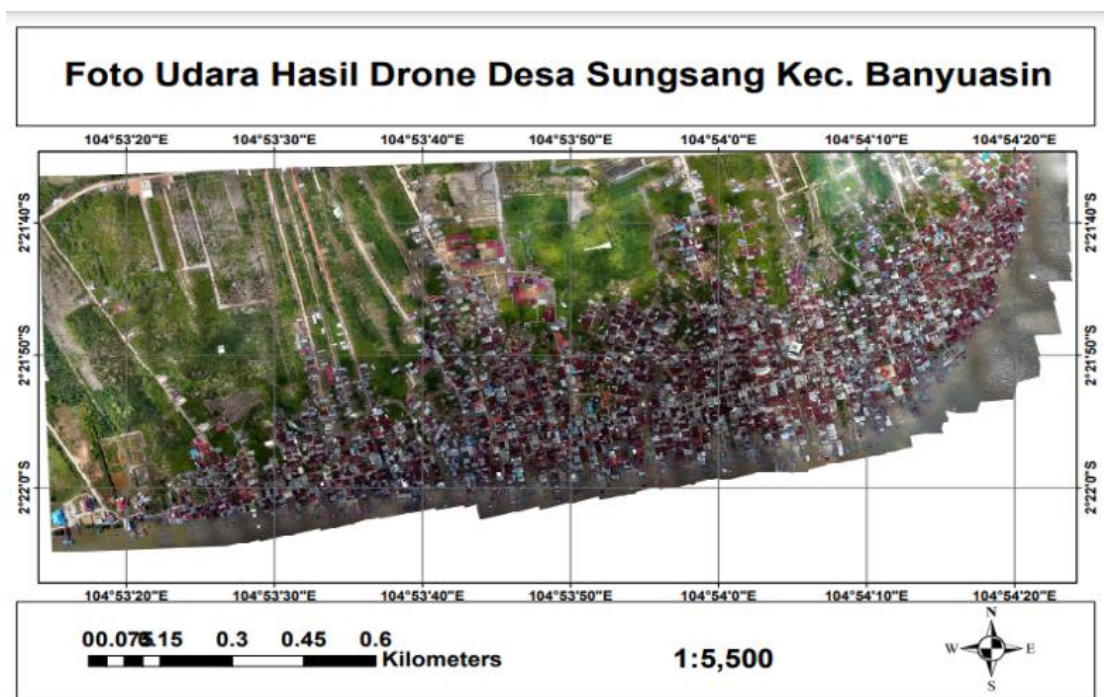 Foto Udara Hasil Drone Desa Sungsang Kec. Banyuasin
104°53'20"E 104°53'30"E 104°53'40"E 104°53'50"E 104°54'0"E 104°54'10"E 104°54'20"E
2°21'40"S 2°21'40"S
2°21'50"S 2°21'50"S
2°22'0"S 2°22'0"S
104°53'20"E 104°53'30"E 104°53'40"E 104°53'50"E 104°54'0"E 104°54'10"E 104°54'20"E
N
0 0.075 0.15 0.3 0.45 0.6
Kilometers
1:5,500
W E
S